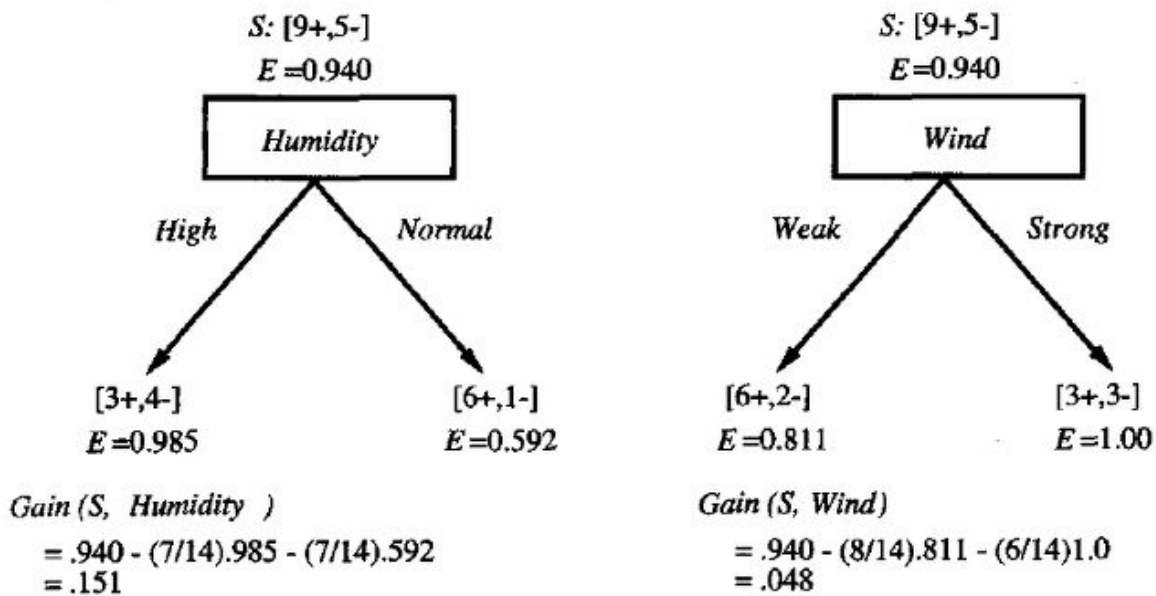 S: [9+,5-]
E =0.940
Humidity
High
Normal
[3+,4-]
E =0.985
[6+,1-]
E =0.592
Gain (S, Humidity )
= .940 - (7/14).985 - (7/14).592
= .151
S: [9+,5-]
E =0.940
Wind
Weak
Strong
[6+,2-]
E =0.811
[3+,3-]
E =1.00
Gain (S, Wind)
= .940 - (8/14).811 - (6/14)1.0
= .048